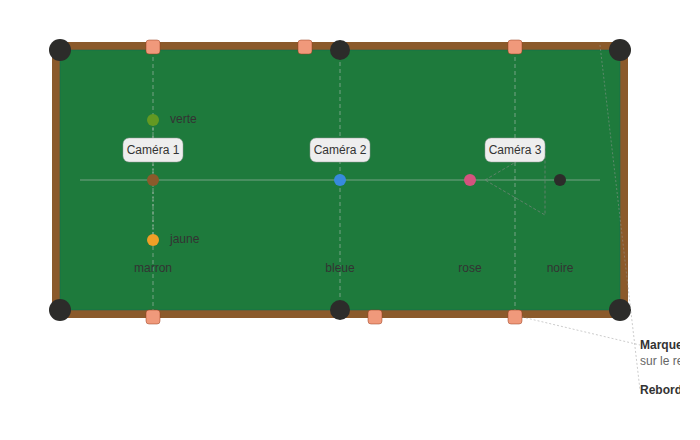 verte
Caméra 1
Caméra 2
Caméra 3
jaune
marron
bleue
rose
noire
Marque
sur le re
Rebord